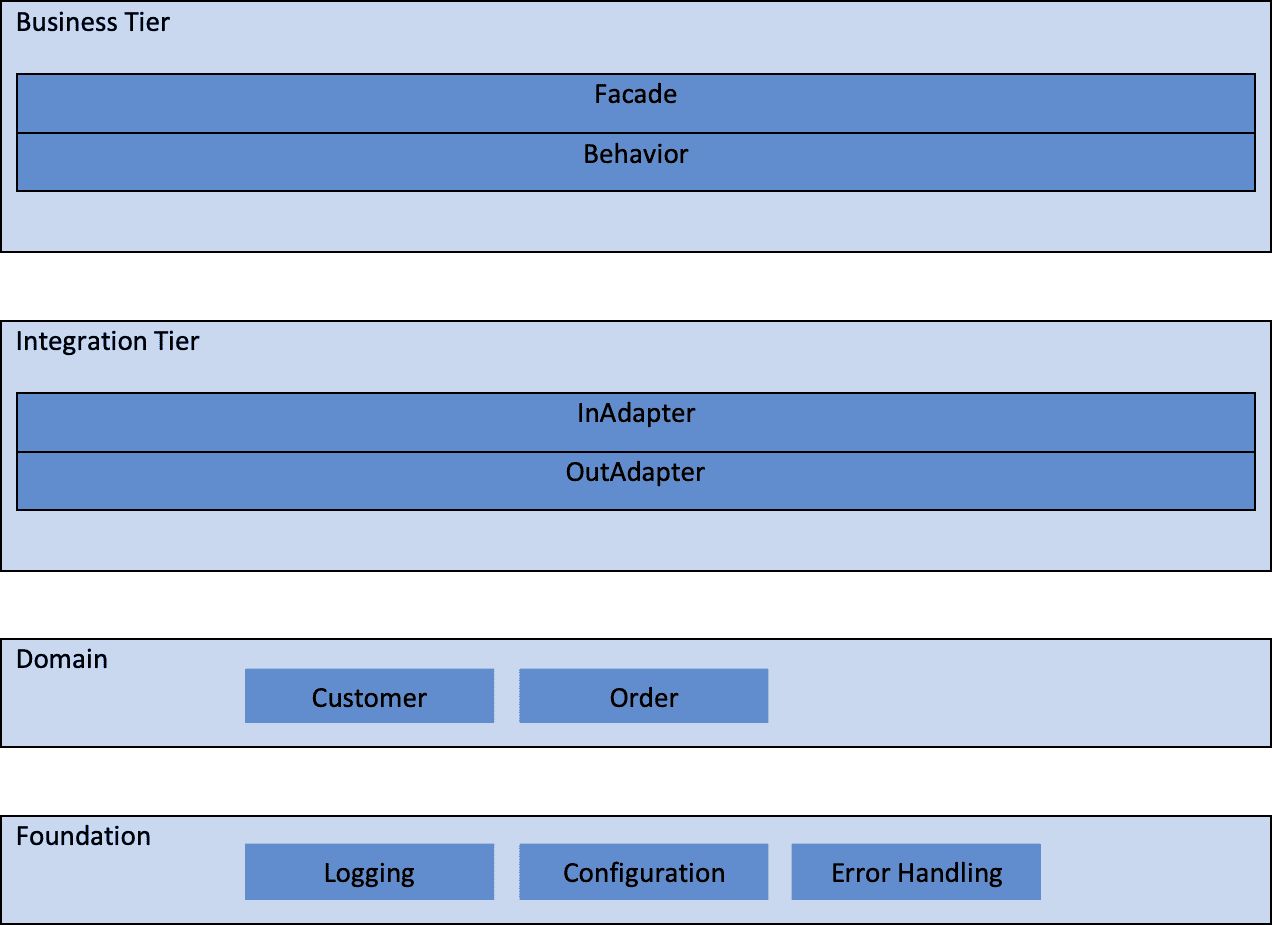 Business Tier
Facade
Behavior
Integration Tier
InAdapter
OutAdapter
Domain
Customer Order
Foundation
Logging Configuration Error Handling